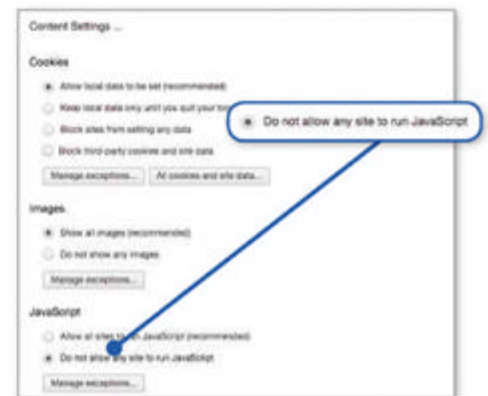 Content Settings ...
Cookies
Allow local data to be set (recommended)
Keep local data only until you quit your
Block sites from setting any data
Block third-party cookies and site data
Manage exceptions... All cookies and site data...
Do not allow any site to run JavaScript
Images
Show all images (recommended)
Do not show any images
Manage exceptions...
JavaScript
Allow all sites to run JavaScript (recommended)
Do not allow any site to run JavaScript
Manage exceptions...